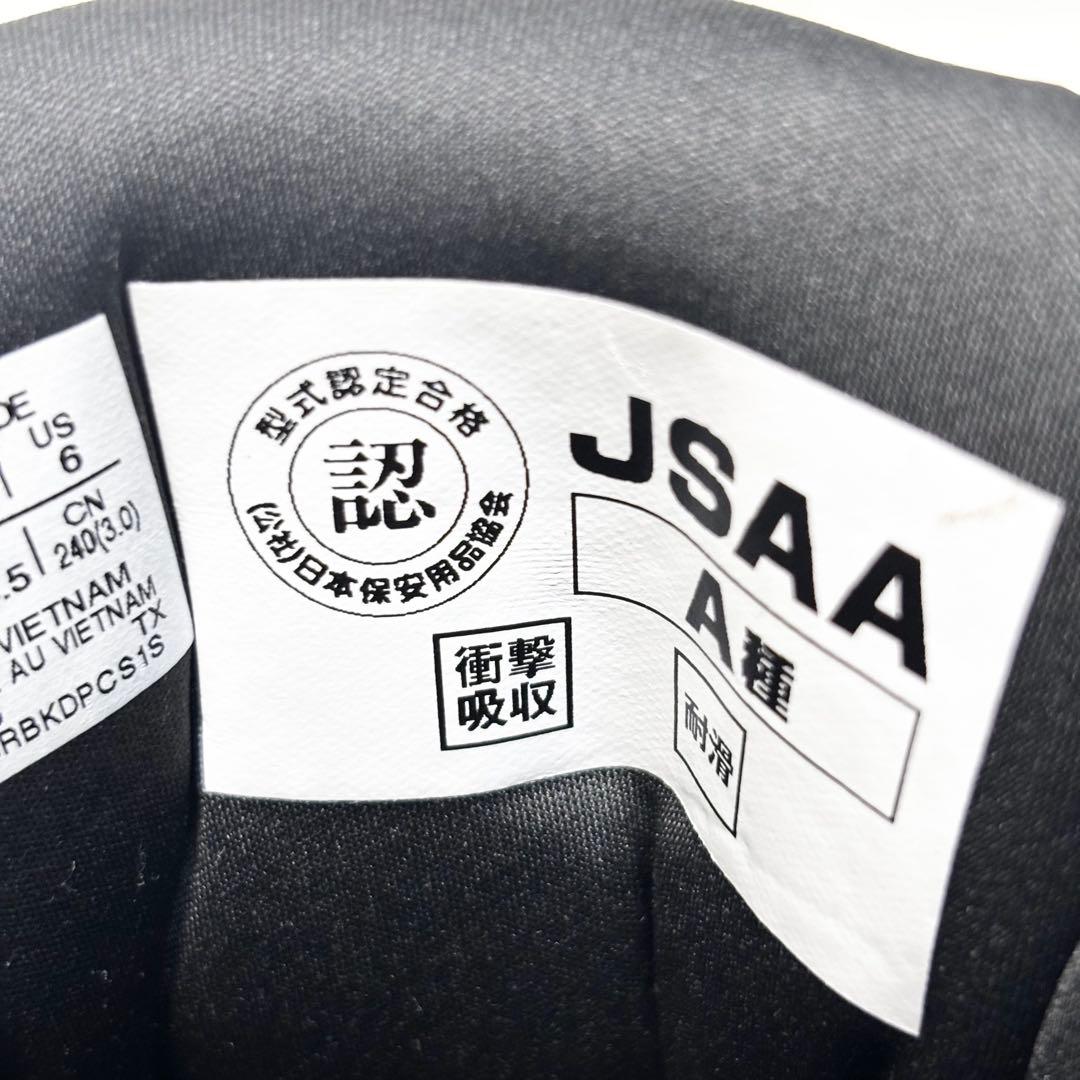 US
6
CN
.5
240(3.0)
VIETNAM
AU VIETNAM
TX
RBKDPCS1S
型式認定合格
認
(公社)日本保安用品協会
JSAA
A種
衝撃
吸収
耐滑